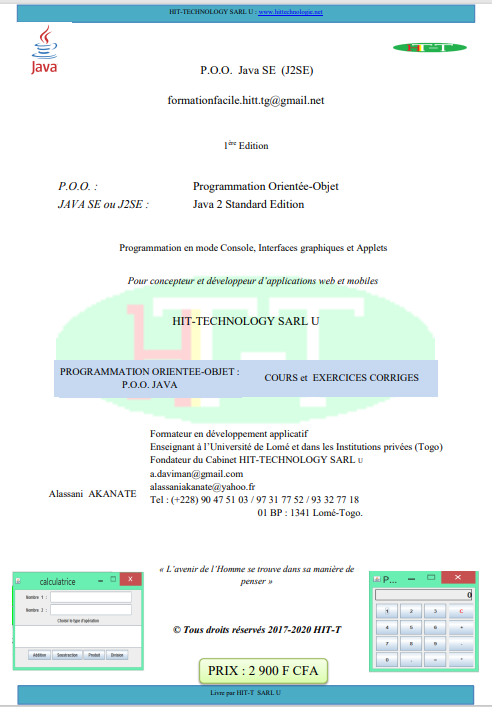 HIT-TECHNOLOGY SARL U : www.hittechnologie.net
Java
P.O.O. Java SE (J2SE)
formationfacile.hitt.tg@gmail.net
1ère Edition
P.O.O. : Programmation Orientée-Objet
JAVA SE ou J2SE : Java 2 Standard Edition
Programmation en mode Console, Interfaces graphiques et Applets
Pour concepteur et développeur d’applications web et mobiles
HIT-TECHNOLOGY SARL U
PROGRAMMATION ORIENTEE-OBJET :
P.O.O. JAVA
COURS et EXERCICES CORRIGES
Alassani AKANATE
Formateur en développement applicatif
Enseignant à l’Université de Lomé et dans les Institutions privées (Togo)
Fondateur du Cabinet HIT-TECHNOLOGY SARL U
a.daviman@gmail.com
alassaniakanate@yahoo.fr
Tel : (+228) 90 47 51 03 / 97 31 77 52 / 93 32 77 18
01 BP : 1341 Lomé-Togo.
« L’avenir de l’Homme se trouve dans sa manière de
penser »
calculatrice
Nombre 1 :
Nombre 2 :
Choisir le type d'opération
Addition Soustraction Produit Division
P...
0
1 2 3 C
4 5 6 +
7 8 9 -
0 . = *
© Tous droits réservés 2017-2020 HIT-T
PRIX : 2 900 F CFA
Livre par HIT-T SARL U